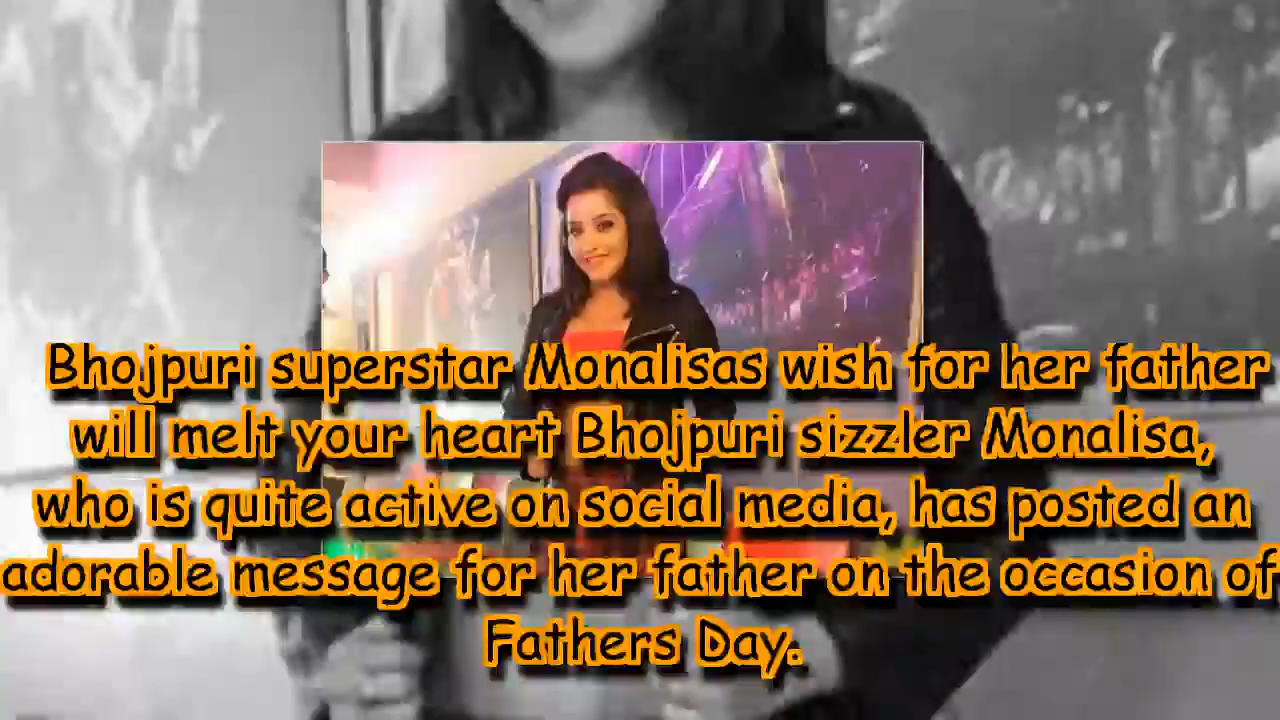 Bhojpuri superstar Monalisas wish for her father
will melt your heart Bhojpuri sizzler Monalisa,
who is quite active on social media, has posted an
adorable message for her father on the occasion of
Fathers Day.